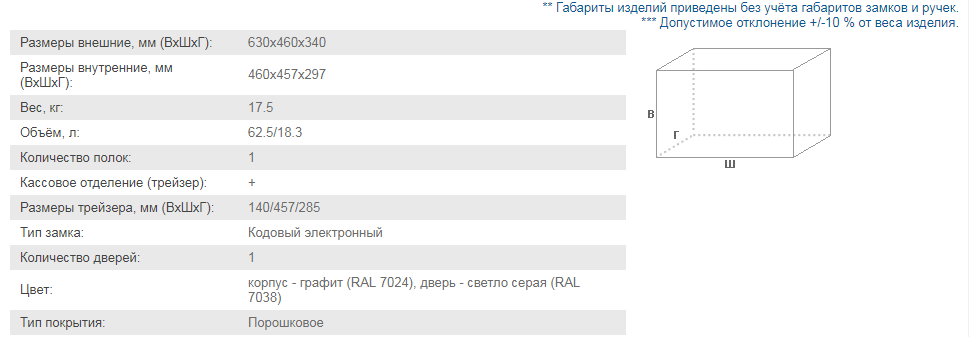 ** Габариты изделий приведены без учёта габаритов замков и ручек.
*** Допустимое отклонение +/-10 % от веса изделия.
Размеры внешние, мм (ВхШхГ): 630x460x340
Размеры внутренние, мм
(ВхШхГ): 460x457x297
Вес, кг: 17.5
Объём, л: 62.5/18.3
Количество полок: 1
Кассовое отделение (трейзер): +
Размеры трейзера, мм (ВхШхГ): 140/457/285
Тип замка: Кодовый электронный
Количество дверей: 1
Цвет: корпус - графит (RAL 7024), дверь - светло серая (RAL
7038)
Тип покрытия: Порошковое
В
Г
Ш